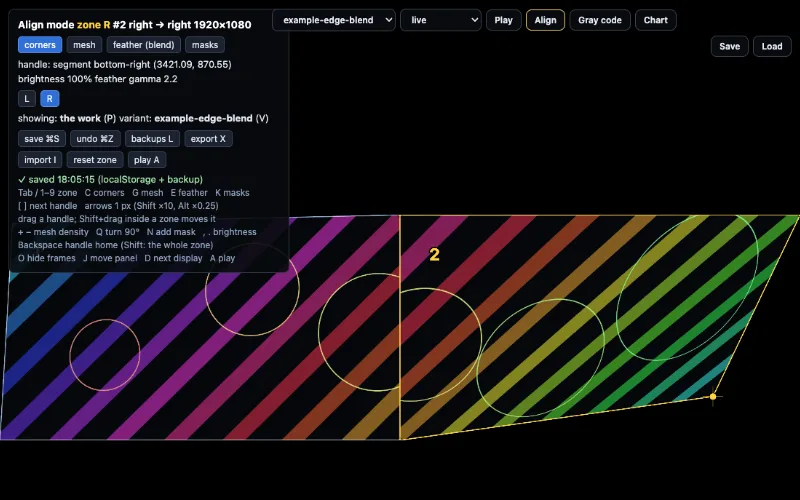 Align mode zone R #2 right → right 1920×1080
corners mesh feather (blend) masks
handle: segment bottom-right (3421.09, 870.55)
brightness 100% feather gamma 2.2
L R
showing: the work (P) variant: example-edge-blend (V)
save ⌘S undo ⌘Z backups L export X
import I reset zone play A
✓ saved 18:05:15 (localStorage + backup)
Tab / 1–9 zone C corners G mesh E feather K masks
[ ] next handle arrows 1 px (Shift ×10, Alt ×0.25)
drag a handle; Shift+drag inside a zone moves it
+ − mesh density Q turn 90° N add mask , . brightness
Backspace handle home (Shift: the whole zone)
O hide frames J move panel D next display A play
example-edge-blend live Play Align Gray code Chart
Save Load
2